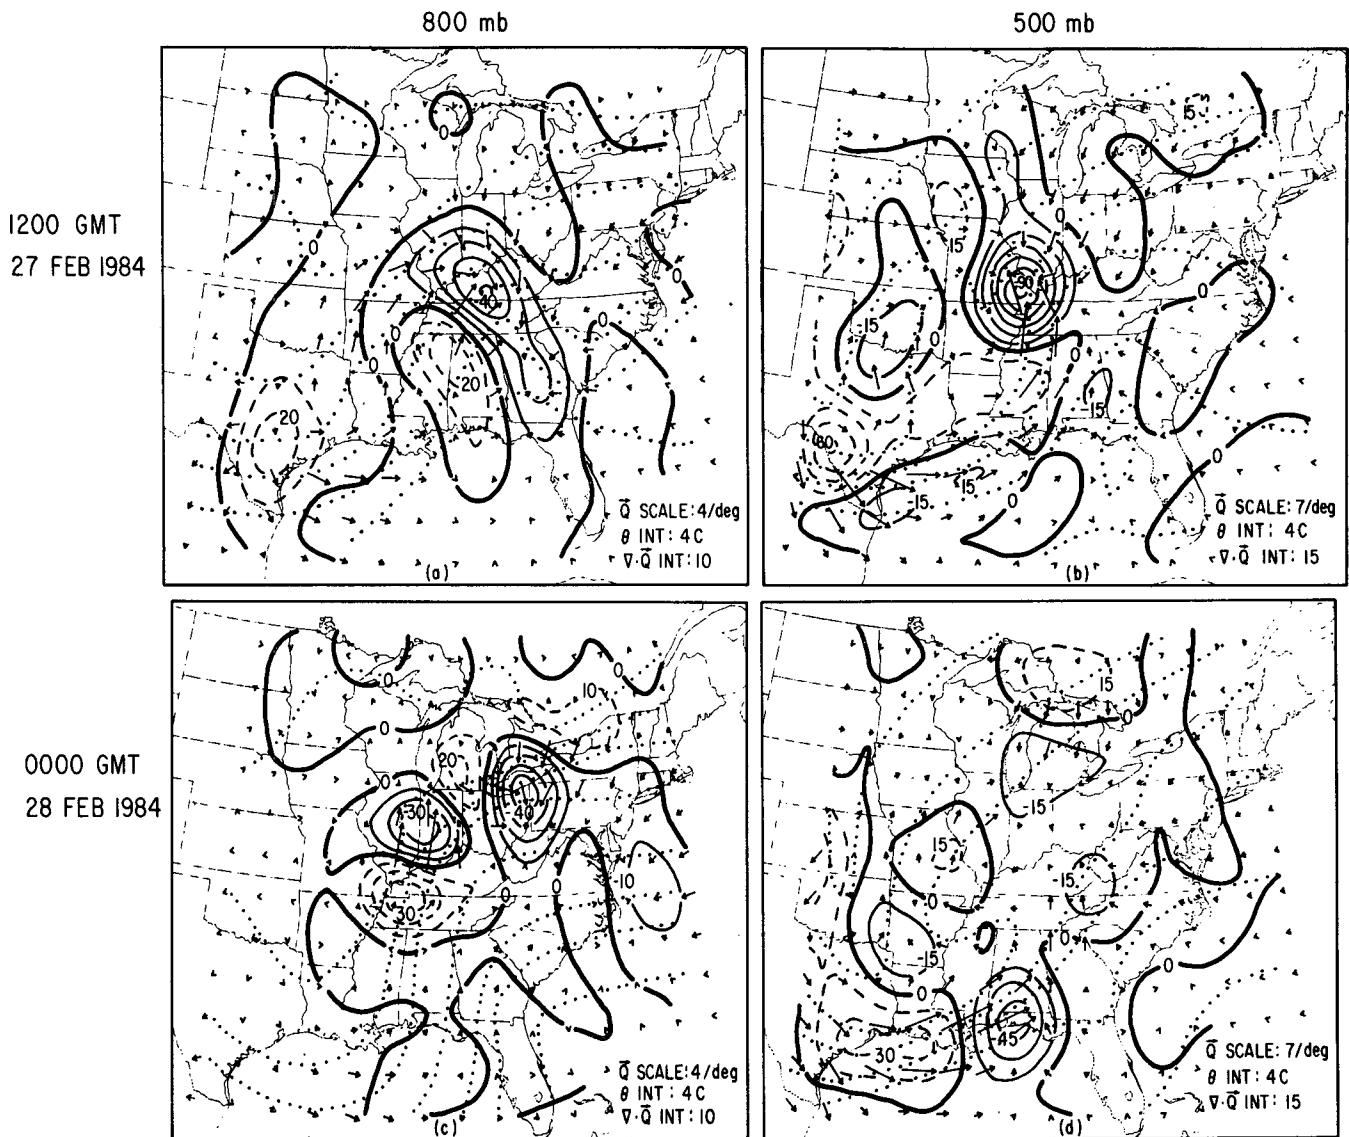 800 mb
500 mb
1200 GMT
27 FEB 1984
0
0
0
0
0
0
-40
20
20
Q⃗ SCALE: 4/deg
θ INT: 4C
∇·Q⃗ INT: 10
(a)
15
0
-15
-90
0
-15
0
0
0
60
-15
-15
15
0
0
Q⃗ SCALE: 7/deg
θ INT: 4C
∇·Q⃗ INT: 15
(b)
0000 GMT
28 FEB 1984
0
0
10
0
20
0
-30
-40
-10
0
0
30
Q⃗ SCALE: 4/deg
θ INT: 4C
∇·Q⃗ INT: 10
(c)
15
0
-15
15
-15
0
0
-15
0
0
-45
30
Q⃗ SCALE: 7/deg
θ INT: 4C
∇·Q⃗ INT: 15
(d)